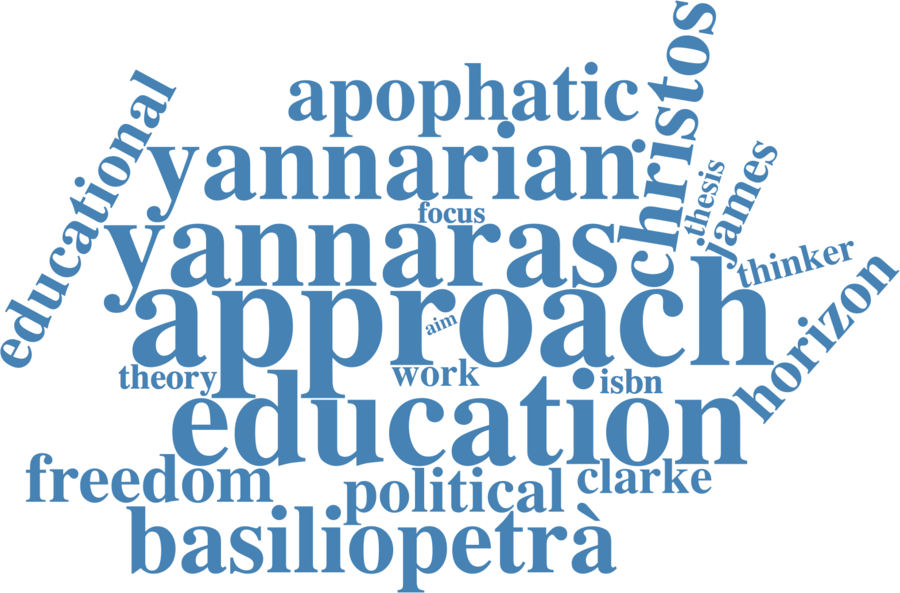 apophatic
christos
educational
yannarian
thesis
james
focus
yannaras
thinker
approach
aim
horizon
theory
work
isbn
education
freedom
political
clarke
basiliopetrà